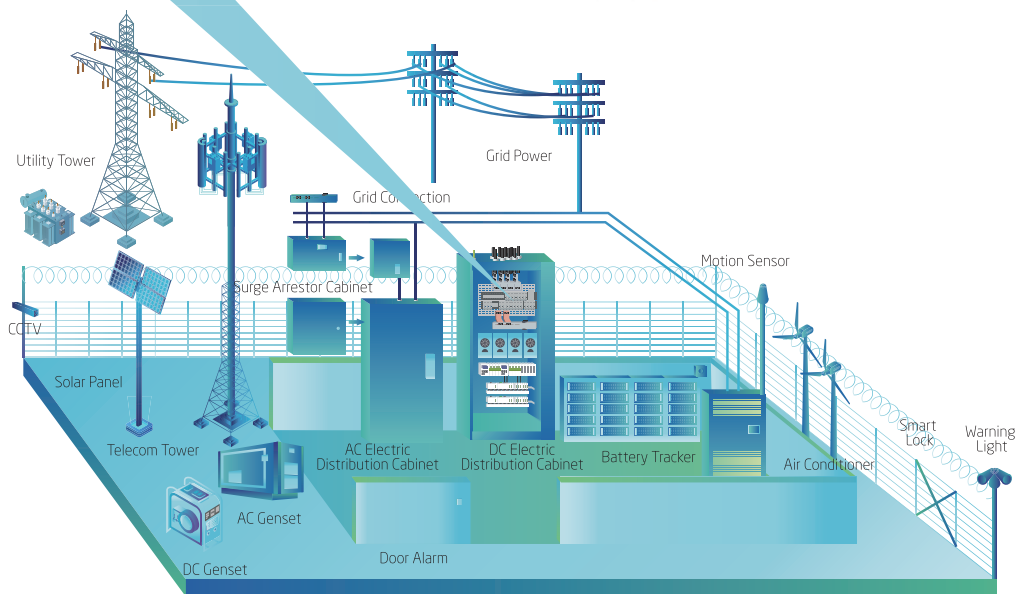 Utility Tower
Grid Power
Grid Connection
Motion Sensor
Surge Arrestor Cabinet
CCTV
Solar Panel
Telecom Tower
AC Electric
Distribution Cabinet
DC Electric
Distribution Cabinet
Battery Tracker
Air Conditioner
Smart
Lock
Warning
Light
AC Genset
DC Genset
Door Alarm